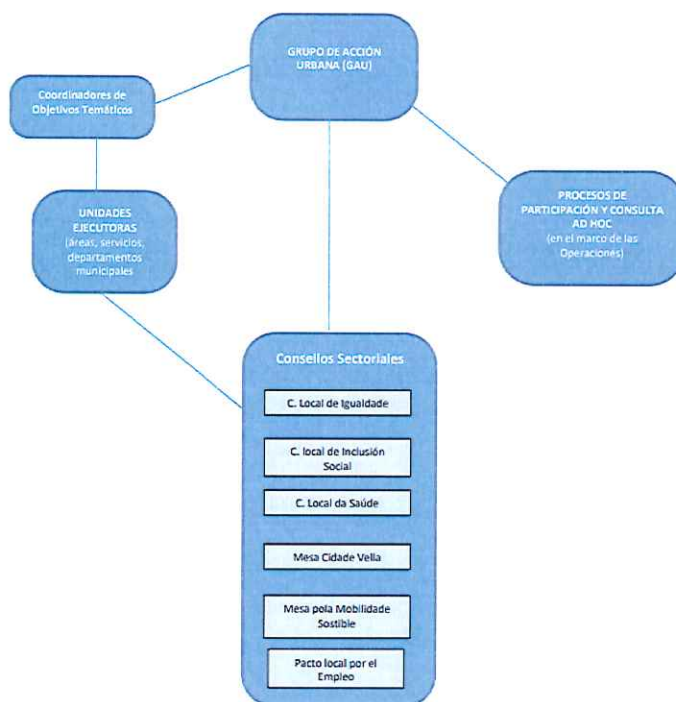 GRUPO DE ACCIÓN
URBANA (GAU)
Coordinadores de
Objetivos Temáticos
UNIDADES
EJECUTORAS
(áreas, servicios,
departamentos
municipales
PROCESOS DE
PARTICIPACIÓN Y CONSULTA
AD HOC
(en el marco de las
Operaciones)
Consellos Sectoriales
C. Local de Igualdade
C. local de Inclusión
Social
C. Local da Saúde
Mesa Cidade Vella
Mesa pola Mobilidade
Sostible
Pacto local por el
Empleo